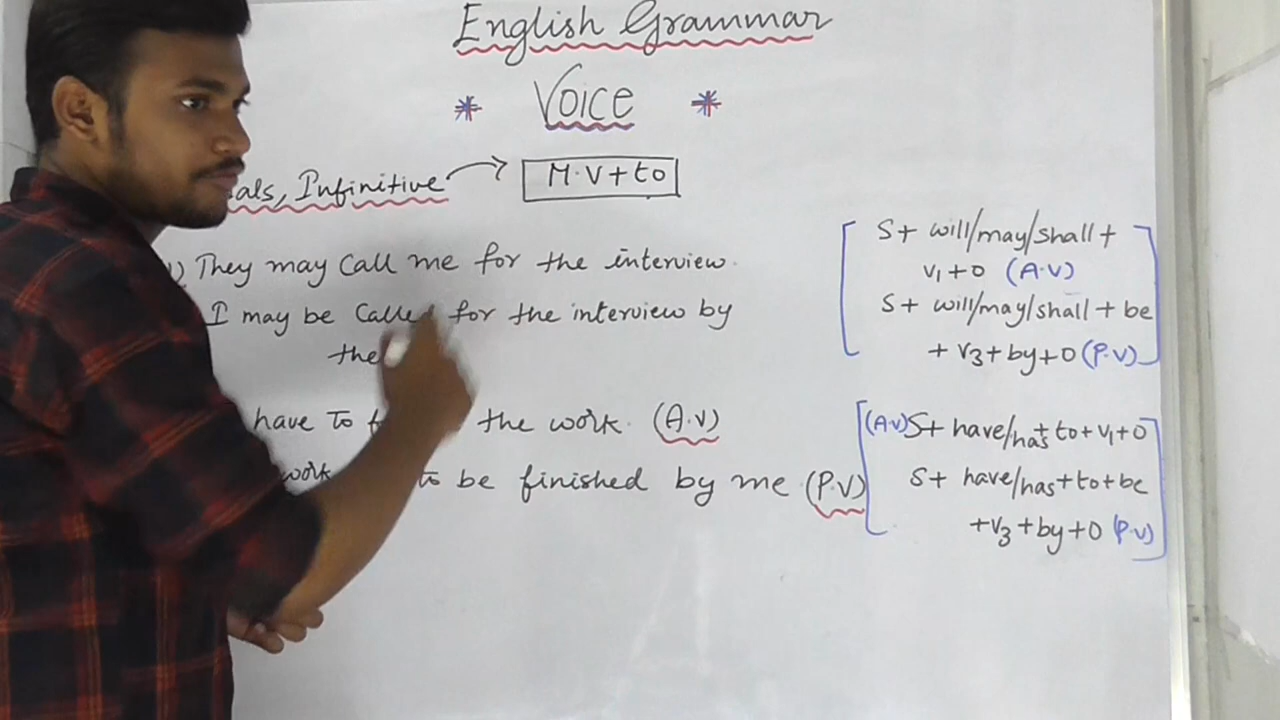 English Grammar
* Voice *
als, Infinitive → M.V+to
1) They may call me for the interview.
I may be called for the interview by
the
have to the work. (A.V)
work to be finished by me (P.V)
S+ will/may/shall+
V1+O (A.V)
S+ will/may/shall+be
+V3+by+O (P.V)
(A.V) S+ have/has+to+V1+O
S+ have/has+to+be
+V3+by+O (P.V)